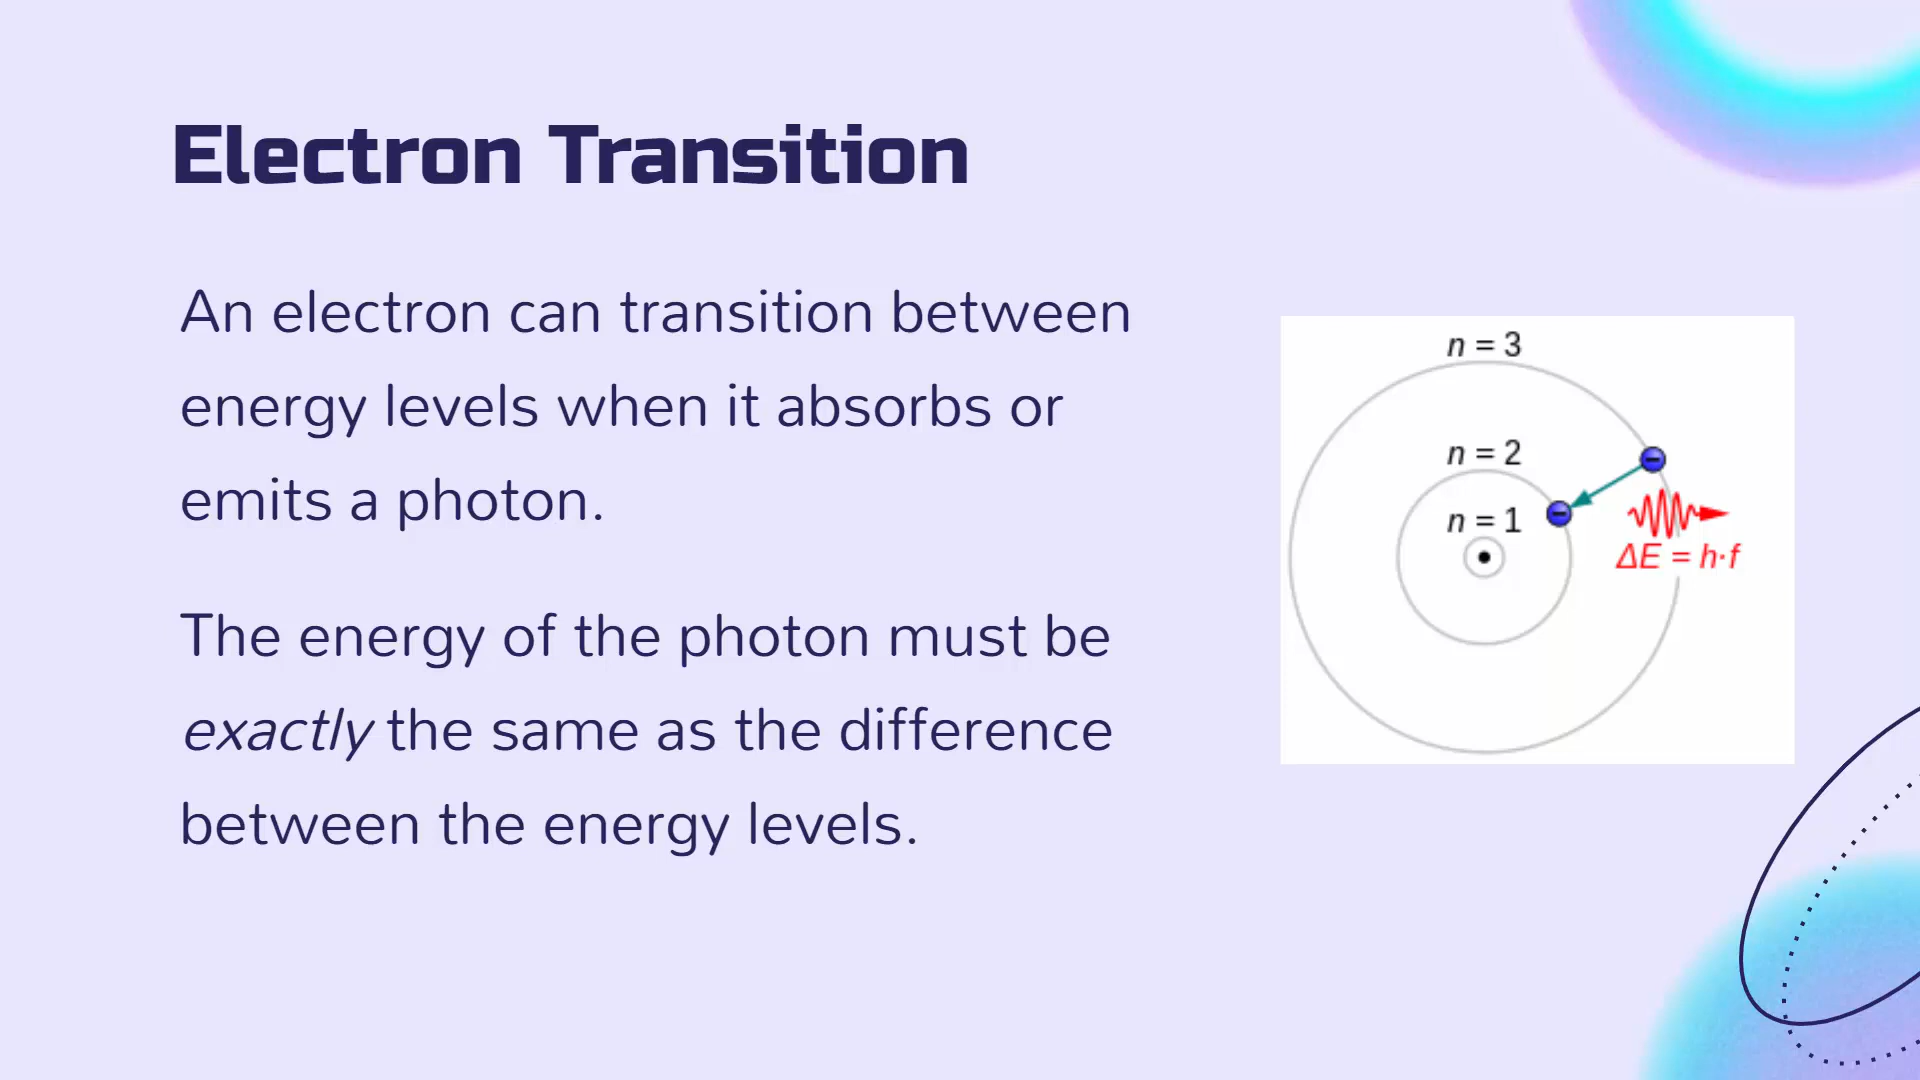 Electron Transition
An electron can transition between
energy levels when it absorbs or
emits a photon.
The energy of the photon must be
exactly the same as the difference
between the energy levels.
n = 3
n = 2
n = 1
ΔE = h·f